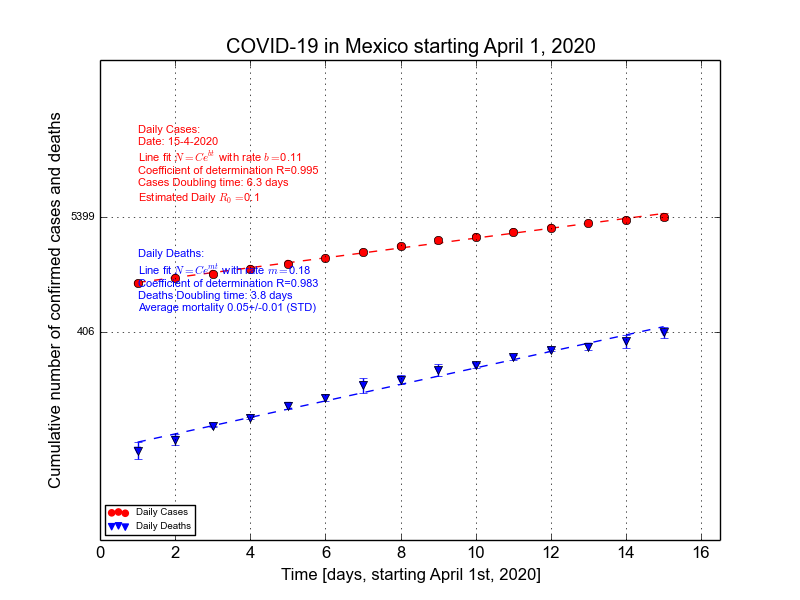 COVID-19 in Mexico starting April 1, 2020
Cumulative number of confirmed cases and deaths
Daily Cases:
Date: 15-4-2020
Line fit N = Ce^{bt} with rate b =0.11
Coefficient of determination R=0.995
Cases Doubling time: 6.3 days
Estimated Daily R_0 =0.1
5399
Daily Deaths:
Line fit N = Ce^{mt} with rate m =0.18
Coefficient of determination R=0.983
Deaths Doubling time: 3.8 days
Average mortality 0.05+/-0.01 (STD)
406
Daily Cases
Daily Deaths
0 2 4 6 8 10 12 14 16
Time [days, starting April 1st, 2020]